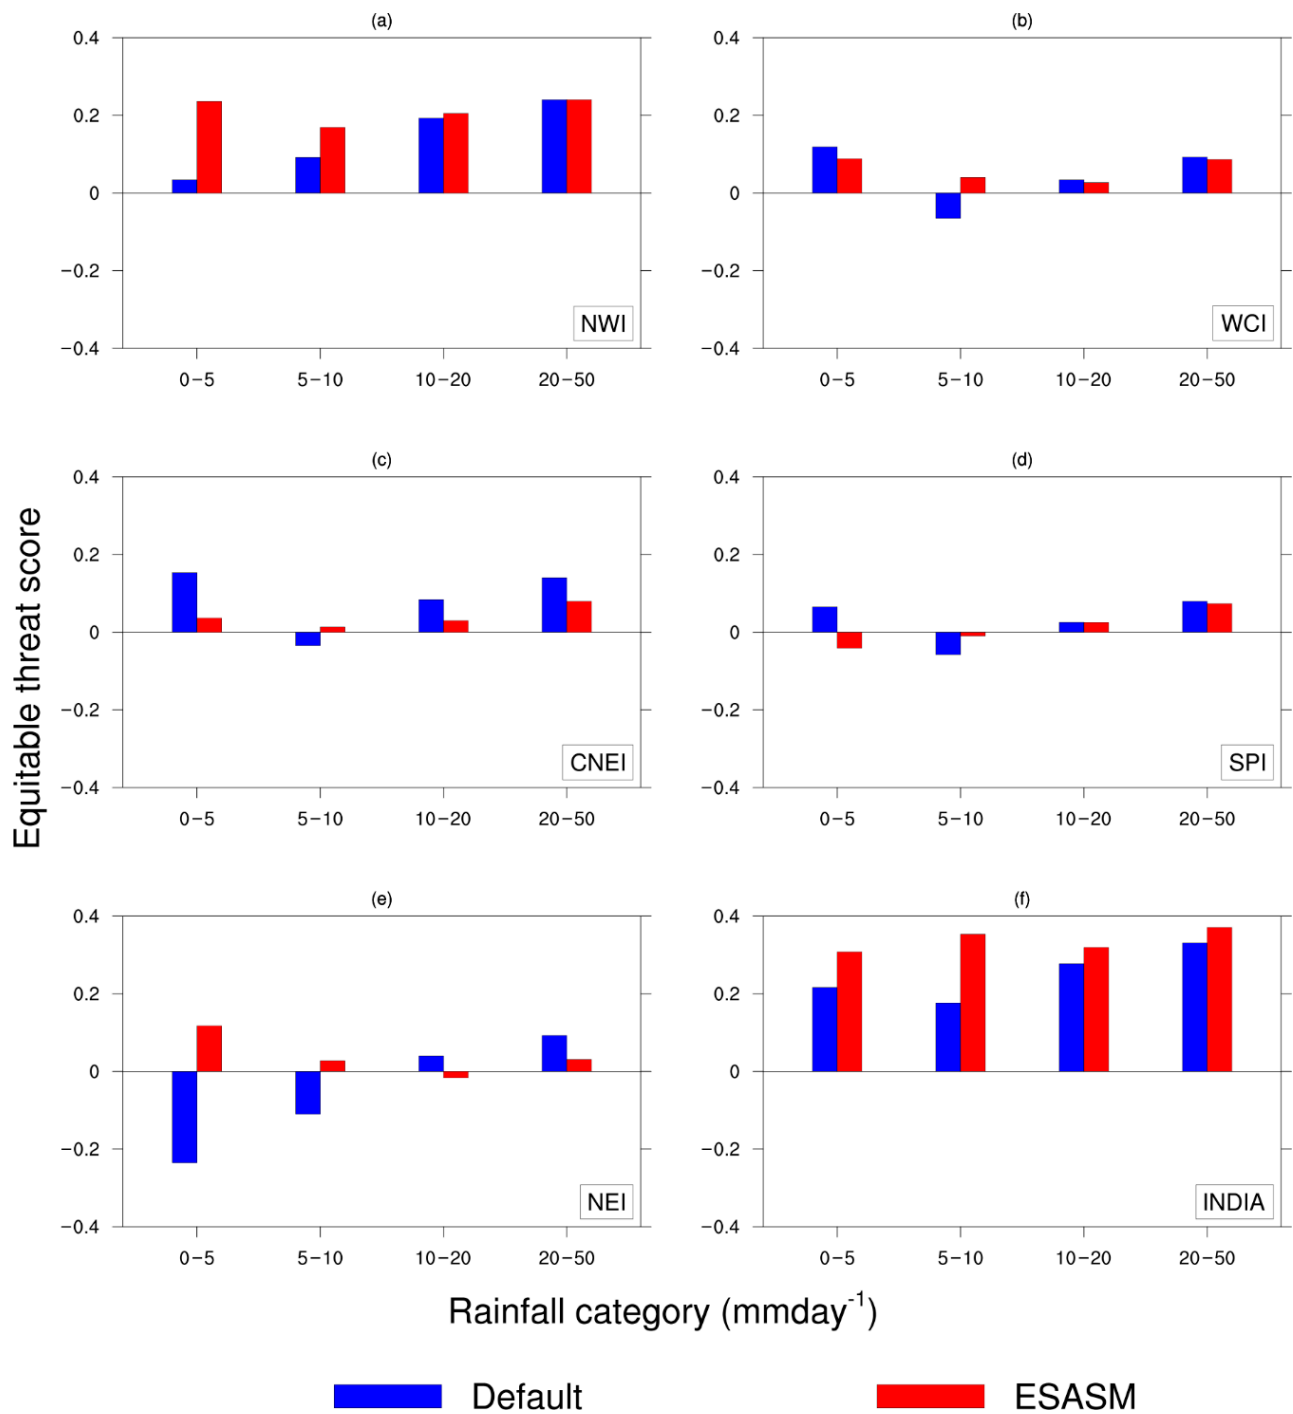 (a)
0.4
0.2
0
−0.2
−0.4
NWI
0−5 5−10 10−20 20−50
(b)
0.4
0.2
0
−0.2
−0.4
WCI
0−5 5−10 10−20 20−50
Equitable threat score
(c)
0.4
0.2
0
−0.2
−0.4
CNEI
0−5 5−10 10−20 20−50
(d)
0.4
0.2
0
−0.2
−0.4
SPI
0−5 5−10 10−20 20−50
(e)
0.4
0.2
0
−0.2
−0.4
NEI
0−5 5−10 10−20 20−50
(f)
0.4
0.2
0
−0.2
−0.4
INDIA
0−5 5−10 10−20 20−50
Rainfall category (mmday⁻¹)
Default ESASM